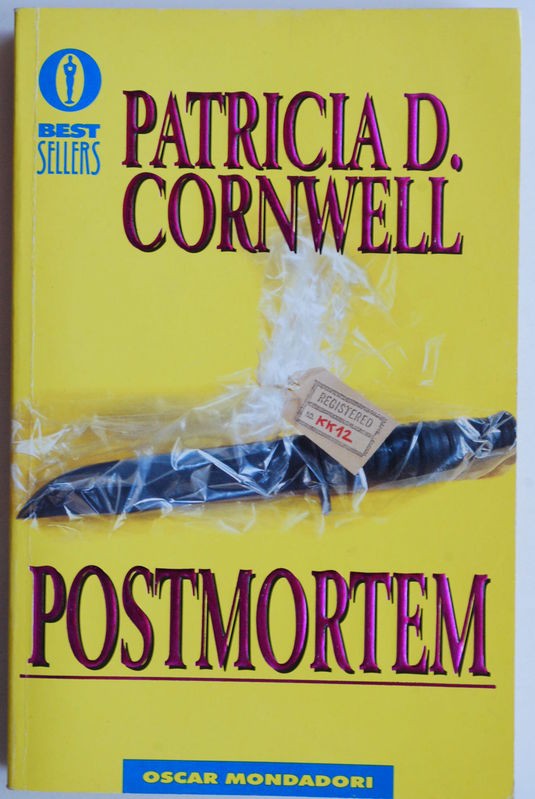 BEST
SELLERS
PATRICIA D.
CORNWELL
REGISTERED
NO. KK12
POSTMORTEM
OSCAR MONDADORI